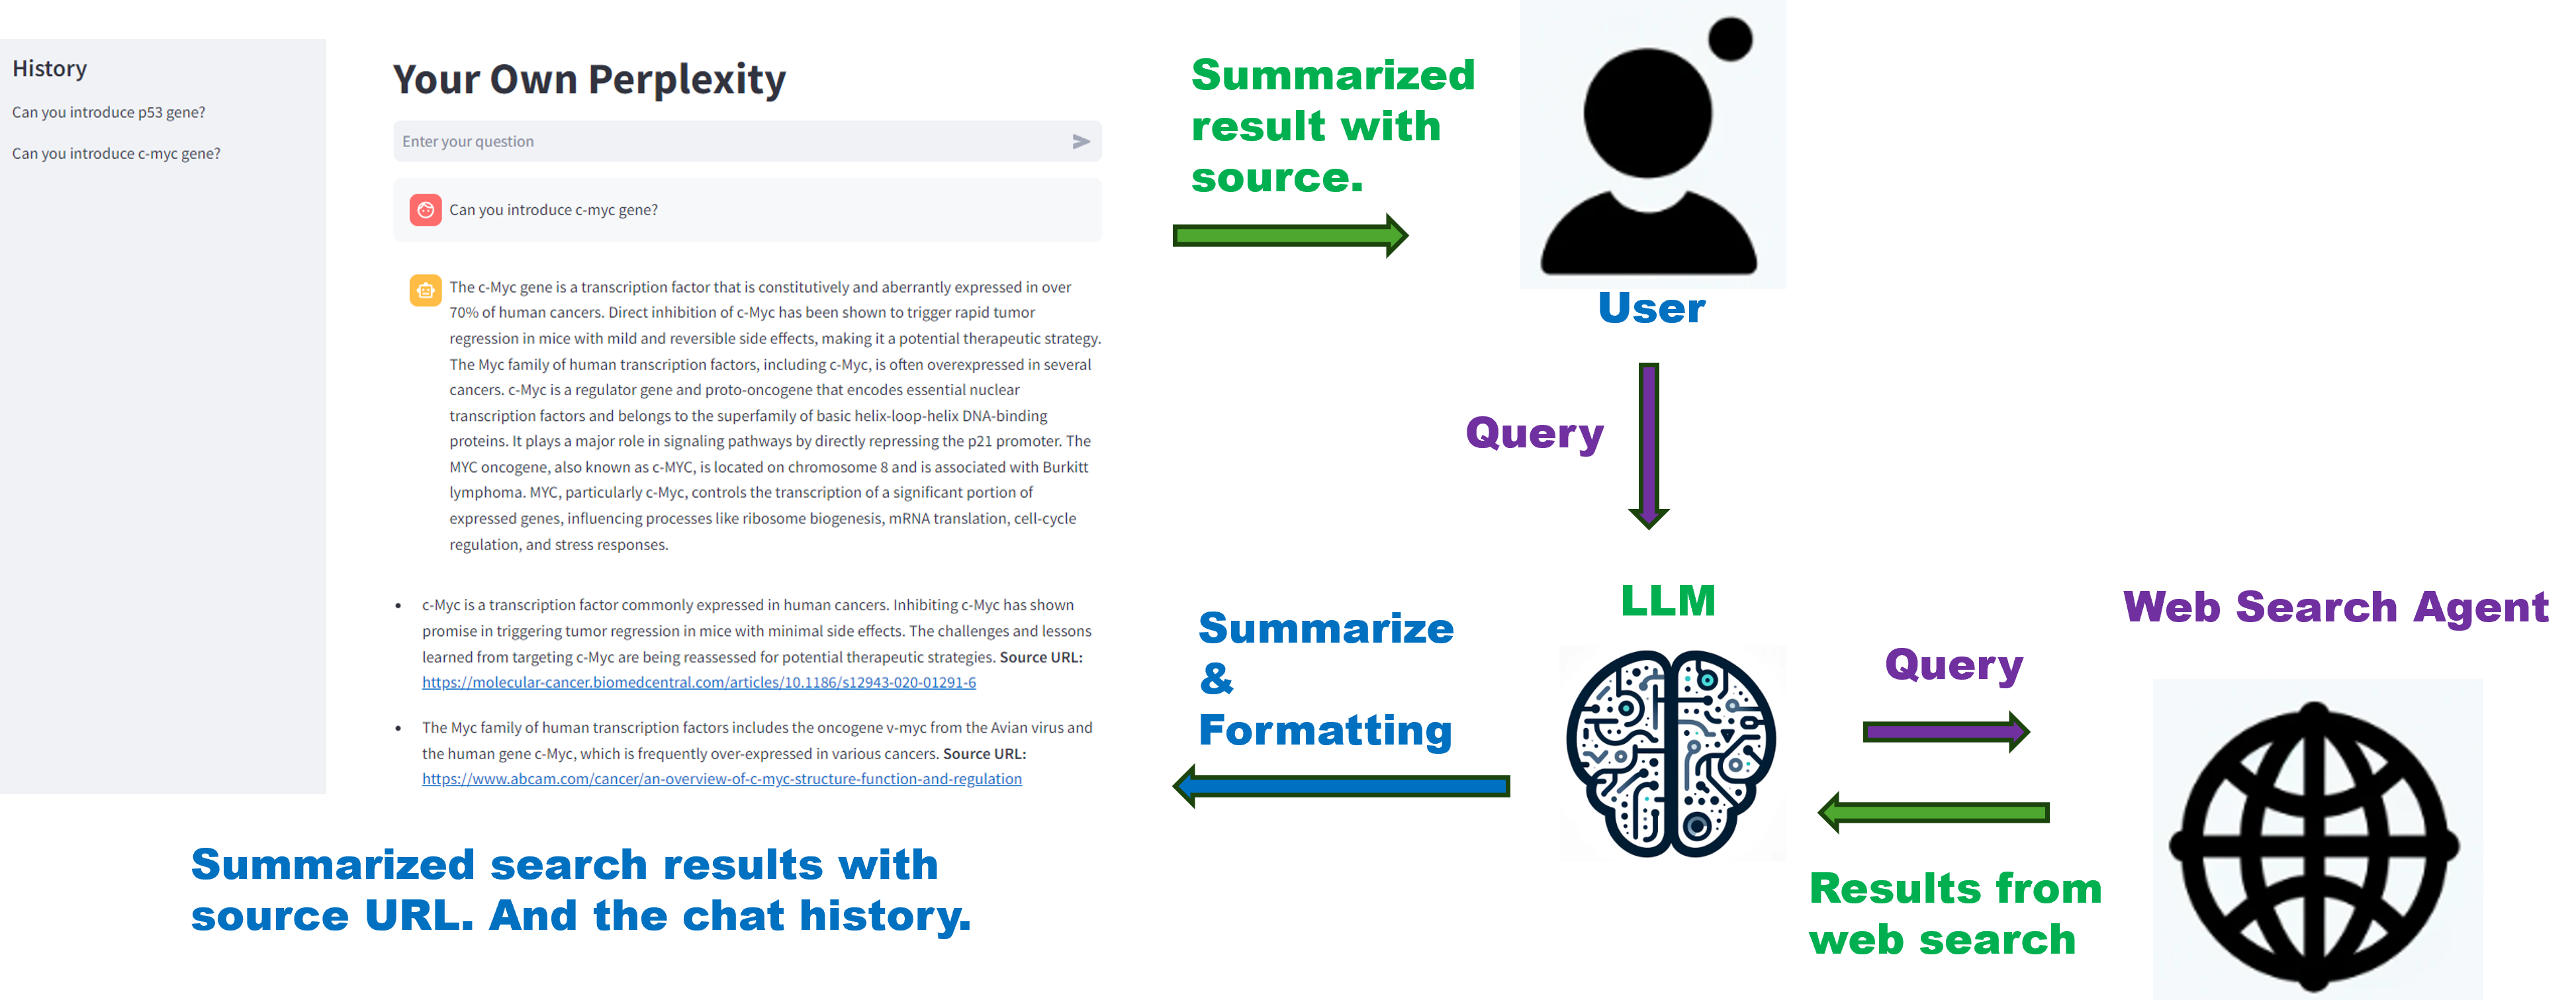 History
Can you introduce p53 gene?
Can you introduce c-myc gene?
Your Own Perplexity
Enter your question
Can you introduce c-myc gene?
The c-Myc gene is a transcription factor that is constitutively and aberrantly expressed in over
70% of human cancers. Direct inhibition of c-Myc has been shown to trigger rapid tumor
regression in mice with mild and reversible side effects, making it a potential therapeutic strategy.
The Myc family of human transcription factors, including c-Myc, is often overexpressed in several
cancers. c-Myc is a regulator gene and proto-oncogene that encodes essential nuclear
transcription factors and belongs to the superfamily of basic helix-loop-helix DNA-binding
proteins. It plays a major role in signaling pathways by directly repressing the p21 promoter. The
MYC oncogene, also known as c-MYC, is located on chromosome 8 and is associated with Burkitt
lymphoma. MYC, particularly c-Myc, controls the transcription of a significant portion of
expressed genes, influencing processes like ribosome biogenesis, mRNA translation, cell-cycle
regulation, and stress responses.
• c-Myc is a transcription factor commonly expressed in human cancers. Inhibiting c-Myc has shown
promise in triggering tumor regression in mice with minimal side effects. The challenges and lessons
learned from targeting c-Myc are being reassessed for potential therapeutic strategies. Source URL:
https://molecular-cancer.biomedcentral.com/articles/10.1186/s12943-020-01291-6
• The Myc family of human transcription factors includes the oncogene v-myc from the Avian virus and
the human gene c-Myc, which is frequently over-expressed in various cancers. Source URL:
https://www.abcam.com/cancer/an-overview-of-c-myc-structure-function-and-regulation
Summarized search results with
source URL. And the chat history.
Summarized
result with
source.
User
Query
LLM
Summarize
&
Formatting
Web Search Agent
Query
Results from
web search